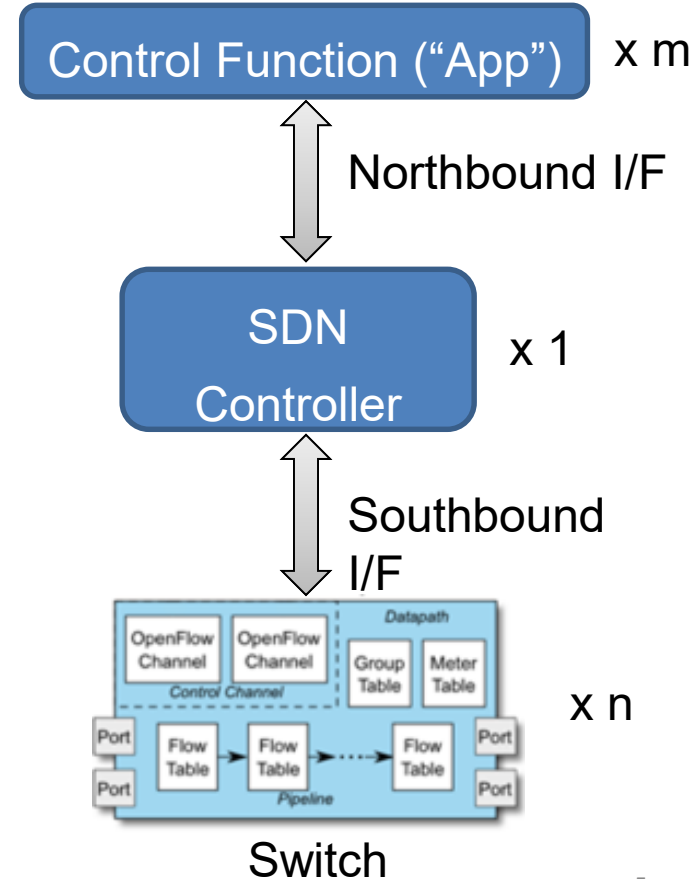 Control Function (“App”)
x m
Northbound I/F
SDN
Controller
x 1
Southbound
I/F
OpenFlow
Channel
OpenFlow
Channel
Control Channel
Datapath
Group
Table
Meter
Table
x n
Port
Port
Flow
Table
Flow
Table
Flow
Table
Pipeline
Port
Port
Switch